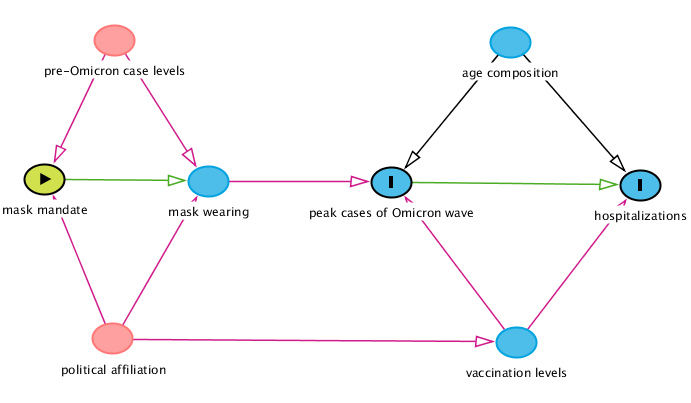 pre-Omicron case levels
age composition
mask mandate
mask wearing
peak cases of Omicron wave
hospitalizations
political affiliation
vaccination levels